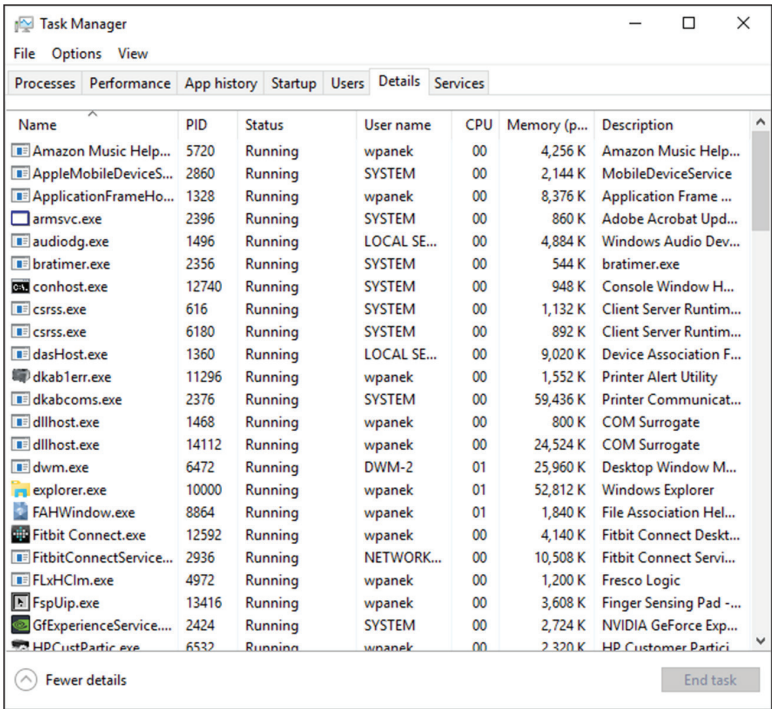 Task Manager
File Options View
Processes Performance App history Startup Users Details Services
Name PID Status User name CPU Memory (p... Description
Amazon Music Help... 5720 Running wpanek 00 4,256 K Amazon Music Help...
AppleMobileDeviceS... 2860 Running SYSTEM 00 2,144 K MobileDeviceService
ApplicationFrameHo... 1328 Running wpanek 00 8,376 K Application Frame ...
armsvc.exe 2396 Running SYSTEM 00 860 K Adobe Acrobat Upd...
audiodg.exe 1496 Running LOCAL SE... 00 4,884 K Windows Audio Dev...
bratimer.exe 2356 Running SYSTEM 00 544 K bratimer.exe
conhost.exe 12740 Running SYSTEM 00 948 K Console Window H...
csrss.exe 616 Running SYSTEM 00 1,132 K Client Server Runtim...
csrss.exe 6180 Running SYSTEM 00 892 K Client Server Runtim...
dasHost.exe 1360 Running LOCAL SE... 00 9,020 K Device Association F...
dkab1err.exe 11296 Running wpanek 00 1,552 K Printer Alert Utility
dkabcoms.exe 2376 Running SYSTEM 00 59,436 K Printer Communicat...
dllhost.exe 1468 Running wpanek 00 800 K COM Surrogate
dllhost.exe 14112 Running wpanek 00 24,524 K COM Surrogate
dwm.exe 6472 Running DWM-2 01 25,960 K Desktop Window M...
explorer.exe 10000 Running wpanek 01 52,812 K Windows Explorer
FAHWindow.exe 8864 Running wpanek 01 1,840 K File Association Hel...
Fitbit Connect.exe 12592 Running wpanek 00 4,140 K Fitbit Connect Deskt...
FitbitConnectService... 2936 Running NETWORK... 00 10,508 K Fitbit Connect Servi...
FLxHClm.exe 4972 Running wpanek 00 1,200 K Fresco Logic
FspUip.exe 13416 Running wpanek 00 3,608 K Finger Sensing Pad -...
GfExperienceService.... 2424 Running SYSTEM 00 2,724 K NVIDIA GeForce Exp...
HPCustPartic.exe 6532 Running wpanek 00 2,320 K HP Customer Partici...
Fewer details End task